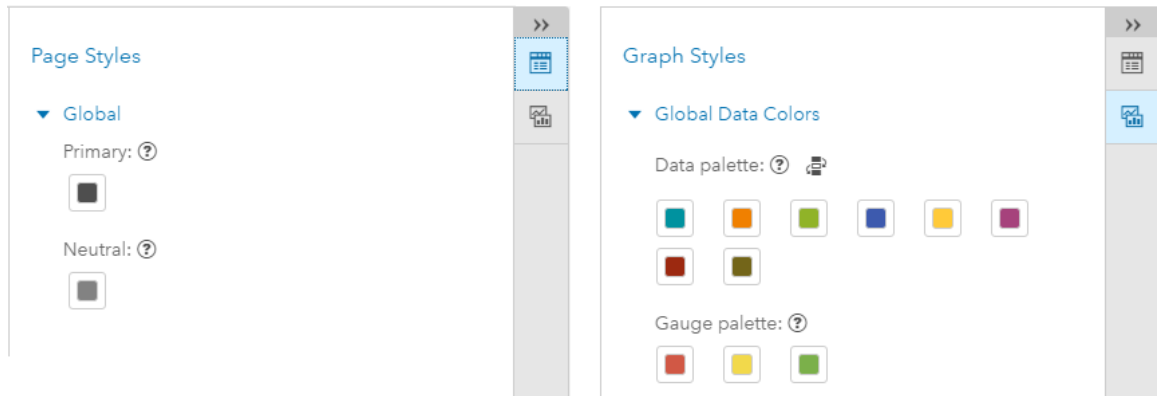 Page Styles
Global
Primary:
Neutral:
Graph Styles
Global Data Colors
Data palette:
Gauge palette: